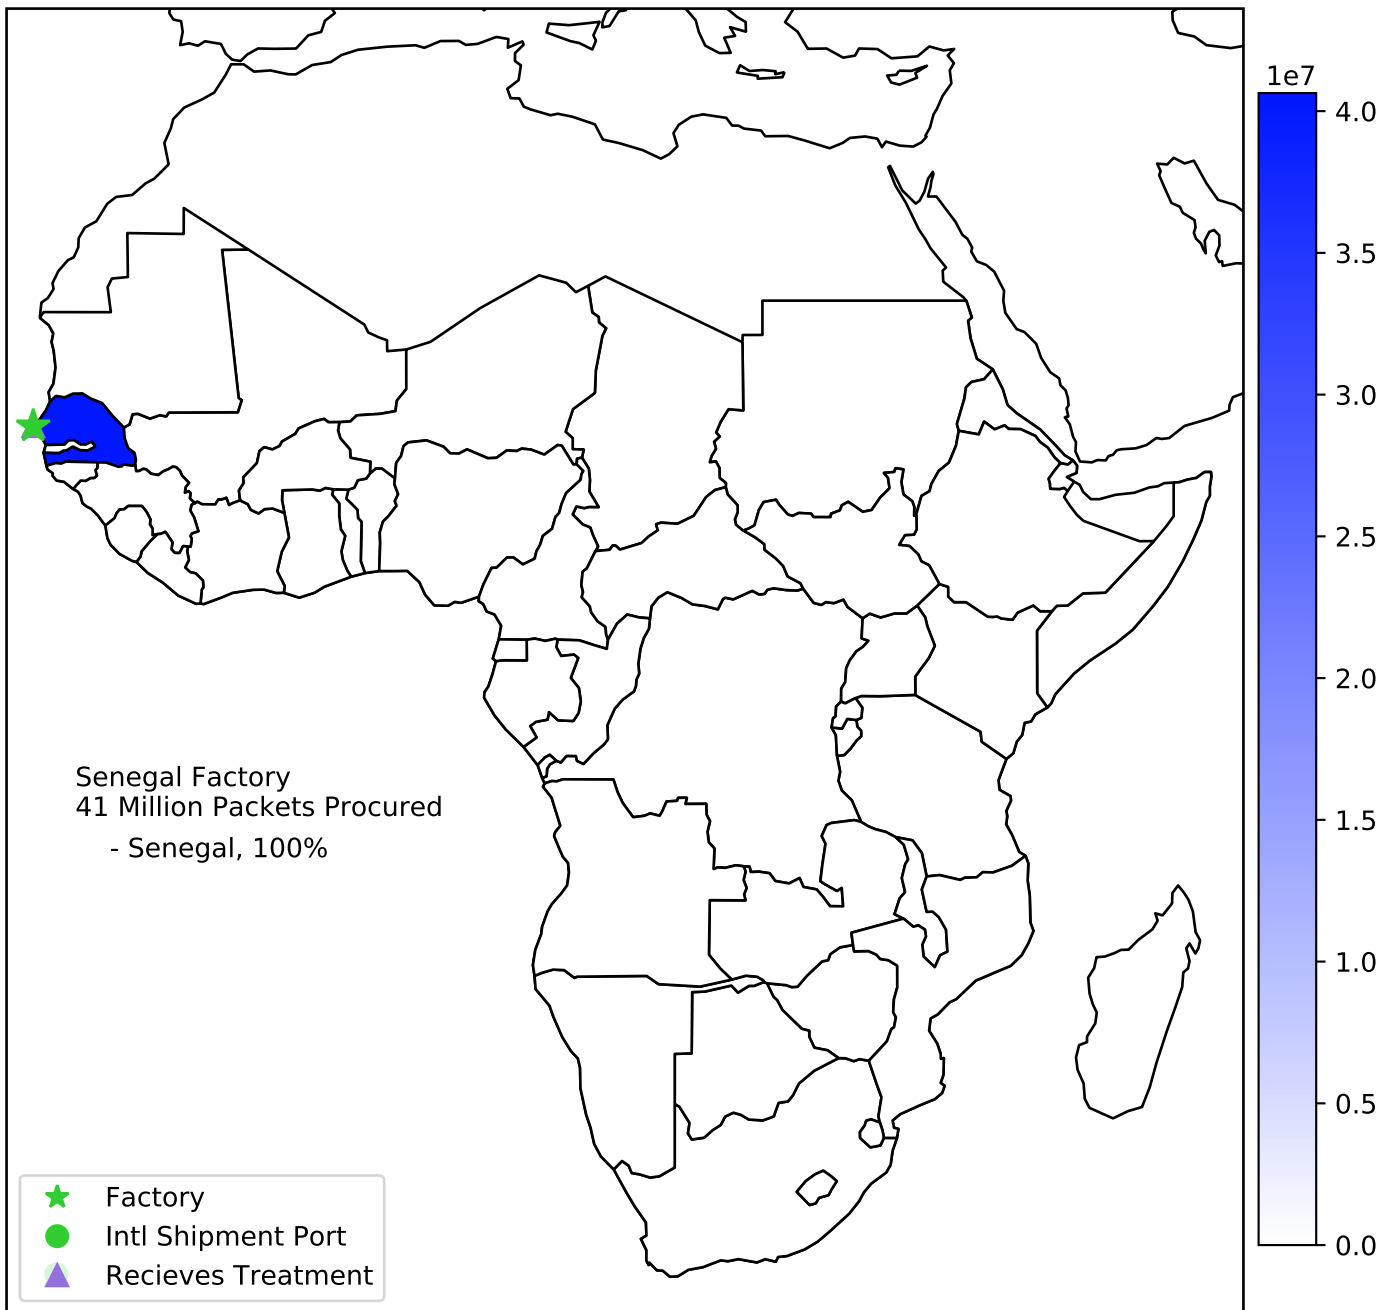 1e7
4.0
3.5
3.0
2.5
2.0
1.5
1.0
0.5
0.0
Senegal Factory
41 Million Packets Procured
- Senegal, 100%
Factory
Intl Shipment Port
Recieves Treatment